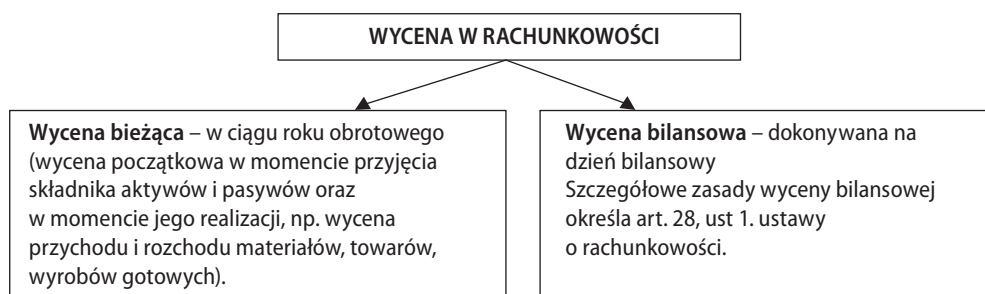 WYCENA W RACHUNKOWOŚCI
Wycena bieżąca – w ciągu roku obrotowego
(wycena początkowa w momencie przyjęcia
składnika aktywów i pasywów oraz
w momencie jego realizacji, np. wycena
przychodu i rozchodu materiałów, towarów,
wyrobów gotowych).
Wycena bilansowa – dokonywana na
dzień bilansowy
Szczegółowe zasady wyceny bilansowej
określa art. 28, ust 1. ustawy
o rachunkowości.